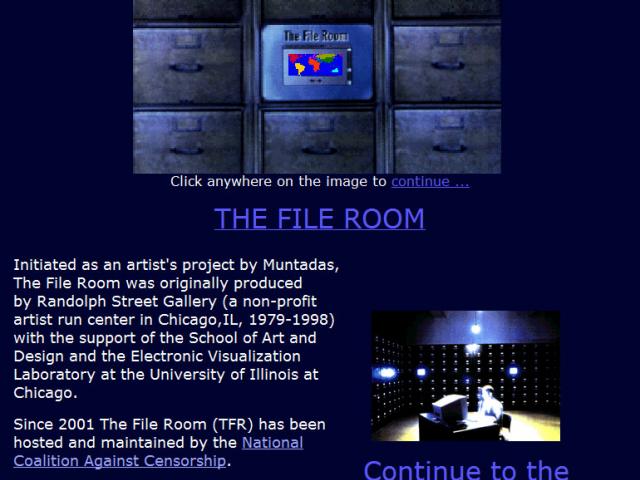 The File Room
Click anywhere on the image to continue ...
THE FILE ROOM
Initiated as an artist's project by Muntadas,
The File Room was originally produced
by Randolph Street Gallery (a non-profit
artist run center in Chicago,IL, 1979-1998)
with the support of the School of Art and
Design and the Electronic Visualization
Laboratory at the University of Illinois at
Chicago.
Since 2001 The File Room (TFR) has been
hosted and maintained by the National
Coalition Against Censorship.
Continue to the